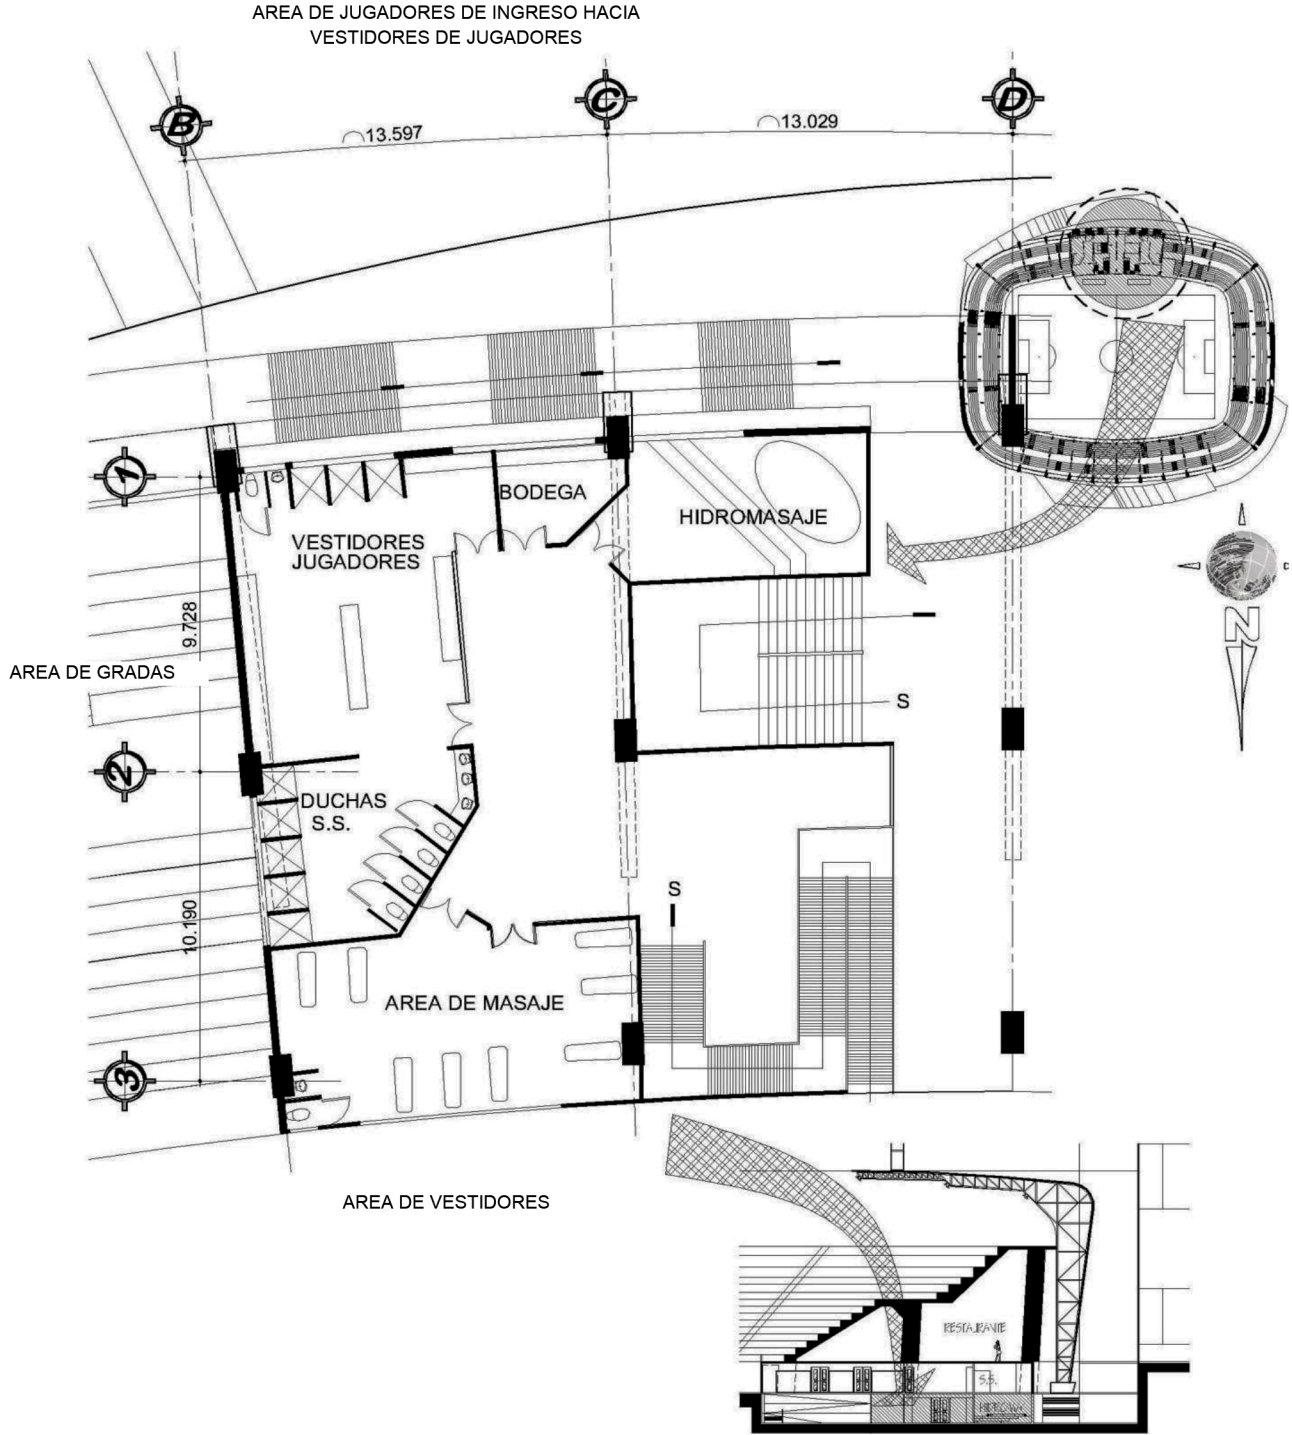 AREA DE JUGADORES DE INGRESO HACIA
VESTIDORES DE JUGADORES
B
C
D
13.597
13.029
1
BODEGA
HIDROMASAJE
VESTIDORES
JUGADORES
9.728
N
AREA DE GRADAS
S
2
DUCHAS
S.S.
S
10.190
AREA DE MASAJE
3
AREA DE VESTIDORES
RESTAURANTE
S.S.